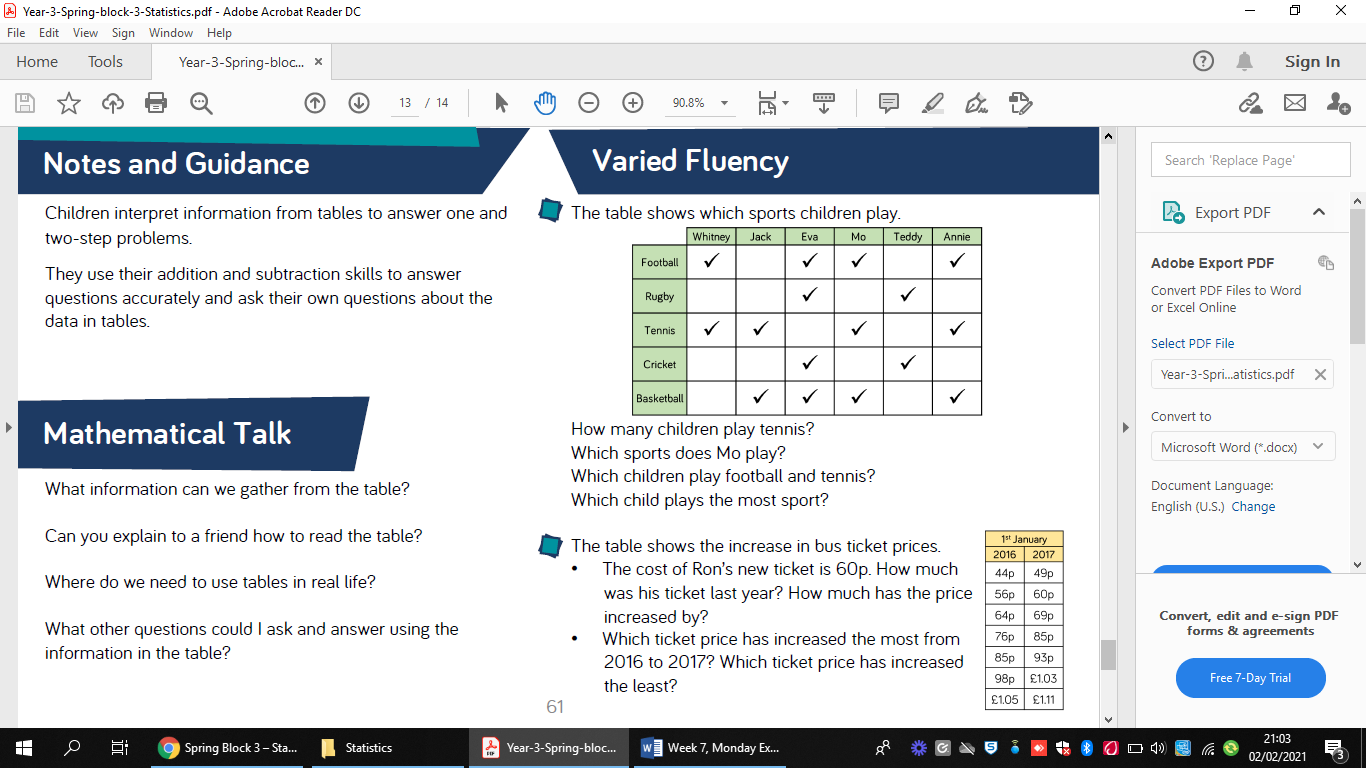 Year-3-Spring-block-3-Statistics.pdf - Adobe Acrobat Reader DC
File Edit View Sign Window Help
Home Tools Year-3-Spring-bloc... × Sign In
13 / 14 90.8%
Notes and Guidance
Children interpret information from tables to answer one and
two-step problems.
They use their addition and subtraction skills to answer
questions accurately and ask their own questions about the
data in tables.
Mathematical Talk
What information can we gather from the table?
Can you explain to a friend how to read the table?
Where do we need to use tables in real life?
What other questions could I ask and answer using the
information in the table?
Varied Fluency
The table shows which sports children play.
Whitney Jack Eva Mo Teddy Annie
Football ✓ ✓ ✓ ✓
Rugby ✓ ✓
Tennis ✓ ✓ ✓ ✓
Cricket ✓ ✓
Basketball ✓ ✓ ✓ ✓
How many children play tennis?
Which sports does Mo play?
Which children play football and tennis?
Which child plays the most sport?
The table shows the increase in bus ticket prices.
• The cost of Ron's new ticket is 60p. How much
was his ticket last year? How much has the price
increased by?
• Which ticket price has increased the most from
2016 to 2017? Which ticket price has increased
the least?
1st January
2016 2017
44p 49p
56p 60p
64p 69p
76p 85p
85p 93p
98p £1.03
£1.05 £1.11
61
Search 'Replace Page'
Export PDF
Adobe Export PDF
Convert PDF Files to Word
or Excel Online
Select PDF File
Year-3-Spri...atistics.pdf
Convert to
Microsoft Word (*.docx)
Document Language:
English (U.S.) Change
Convert, edit and e-sign PDF
forms & agreements
Free 7-Day Trial
Spring Block 3 – Sta...
Statistics
Year-3-Spring-bloc...
Week 7, Monday Ex...
21:03
02/02/2021
3